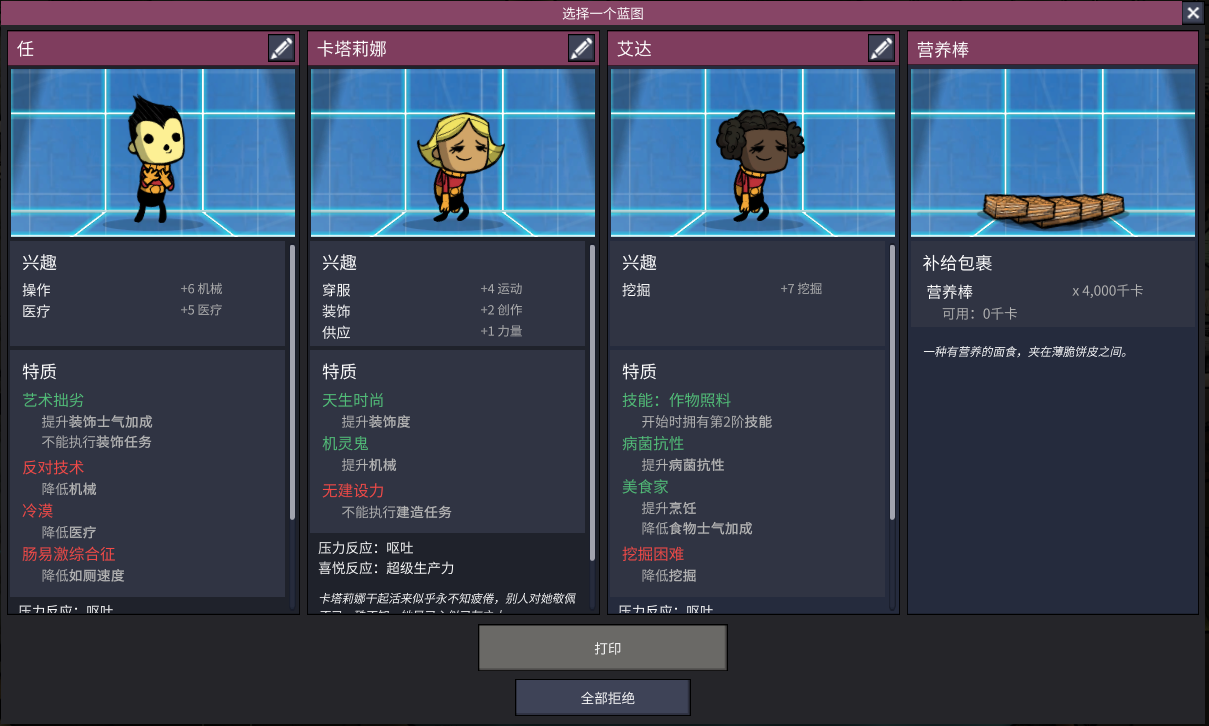 选择一个蓝图
任
兴趣
操作 +6 机械
医疗 +5 医疗
特质
艺术拙劣
提升装饰士气加成
不能执行装饰任务
反对技术
降低机械
冷漠
降低医疗
肠易激综合征
降低如厕速度
压力反应：呕吐
卡塔莉娜
兴趣
穿服 +4 运动
装饰 +2 创作
供应 +1 力量
特质
天生时尚
提升装饰度
机灵鬼
提升机械
无建设力
不能执行建造任务
压力反应：呕吐
喜悦反应：超级生产力
卡塔莉娜干起活来似乎永不知疲倦，别人对她敬佩
艾达
兴趣
挖掘 +7 挖掘
特质
技能：作物照料
开始时拥有第2阶技能
病菌抗性
提升病菌抗性
美食家
提升烹饪
降低食物士气加成
挖掘困难
降低挖掘
压力反应：呕吐
营养棒
补给包裹
营养棒 x 4,000千卡
可用：0千卡
一种有营养的面食，夹在薄脆饼皮之间。
打印
全部拒绝